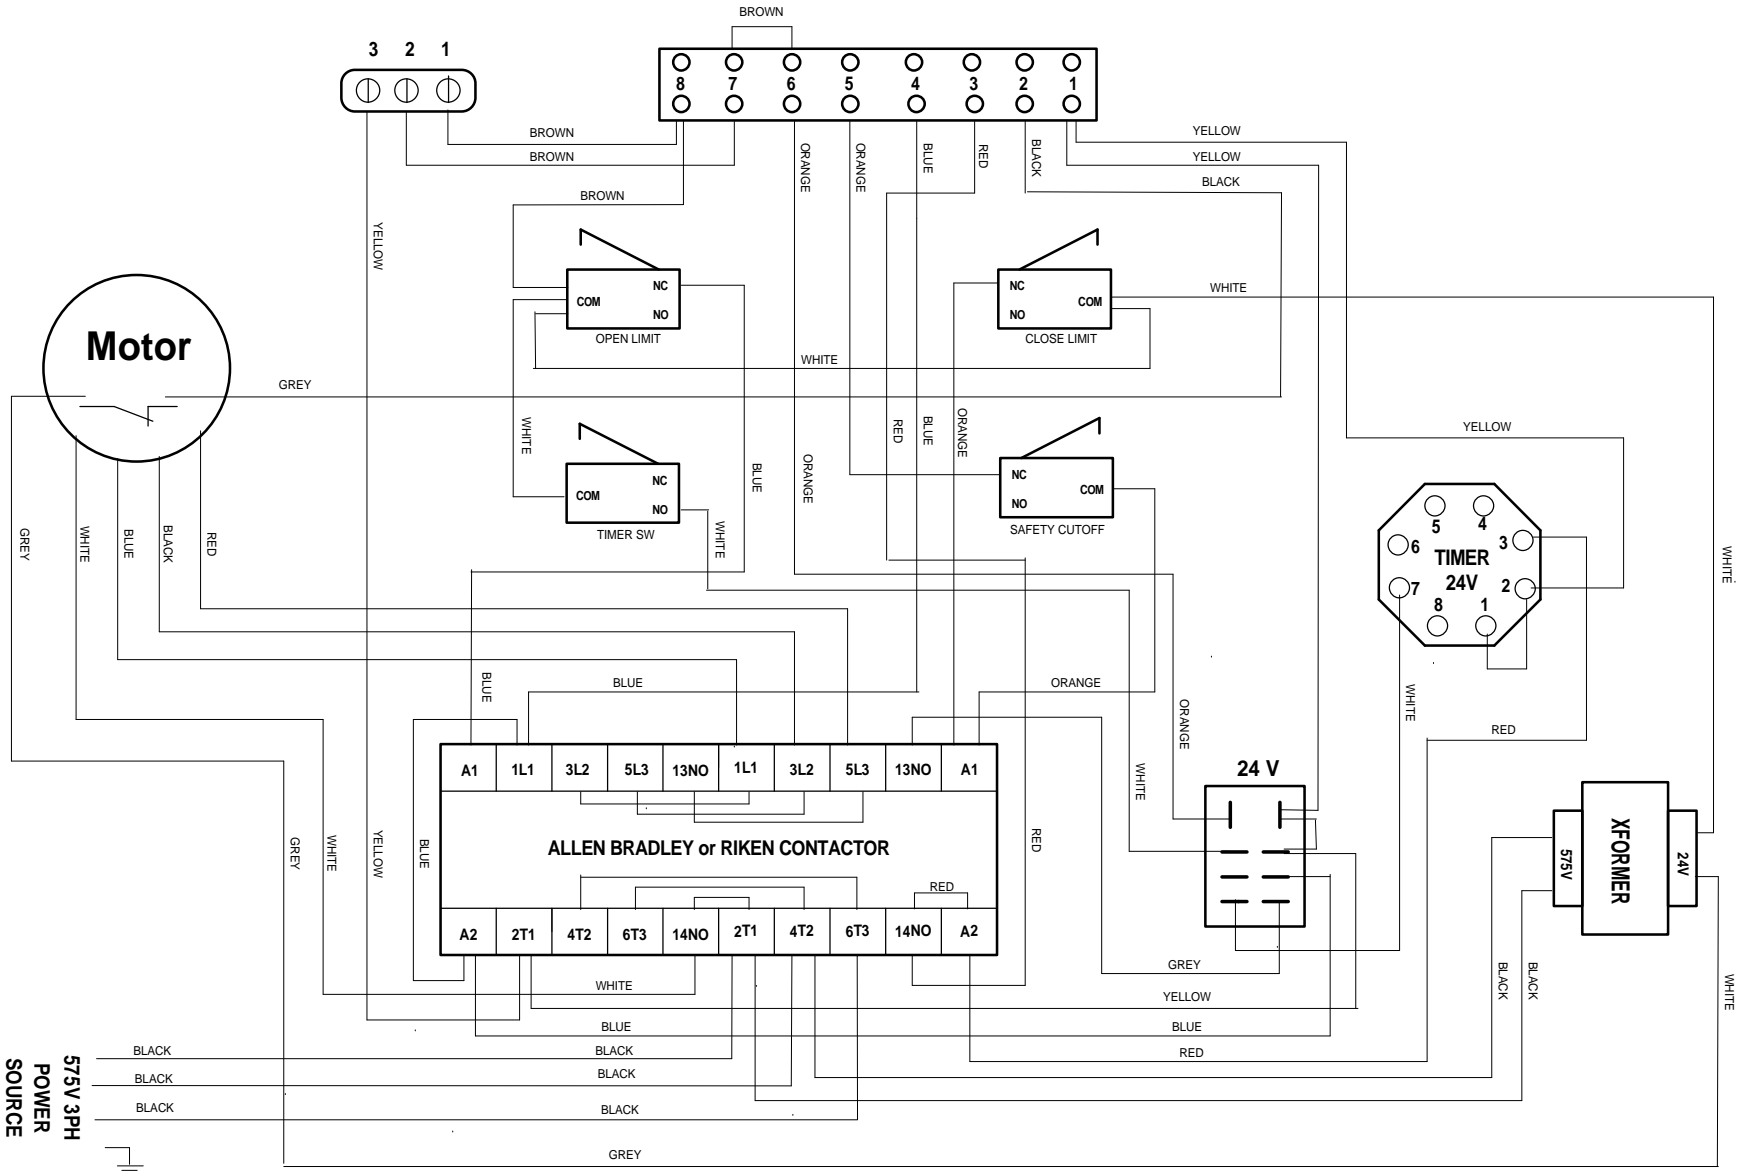 BROWN
3 2 1
8 7 6 5 4 3 2 1
BROWN
BROWN
YELLOW
YELLOW
BLACK
ORANGE
ORANGE
BLUE
RED
BLACK
BROWN
YELLOW
NC
COM
NO
OPEN LIMIT
NC
COM
NO
CLOSE LIMIT
WHITE
WHITE
Motor
GREY
WHITE
BLUE
ORANGE
RED
BLUE
ORANGE
YELLOW
NC
COM
NO
TIMER SW
NC
COM
NO
SAFETY CUTOFF
WHITE
GREY
WHITE
BLUE
BLACK
RED
5 4
6 3
TIMER
24V
7 2
8 1
WHITE
BLUE
BLUE
ORANGE
ORANGE
WHITE
RED
WHITE
24 V
A1 1L1 3L2 5L3 13NO 1L1 3L2 5L3 13NO A1
ALLEN BRADLEY or RIKEN CONTACTOR
RED
A2 2T1 4T2 6T3 14NO 2T1 4T2 6T3 14NO A2
GREY
WHITE
YELLOW
BLUE
RED
575V
XFORMER
24V
GREY
WHITE
YELLOW
BLUE
BLUE
RED
BLACK
BLACK
WHITE
BLACK
BLACK
BLACK
BLACK
BLACK
BLACK
575V 3PH
POWER
SOURCE
GREY